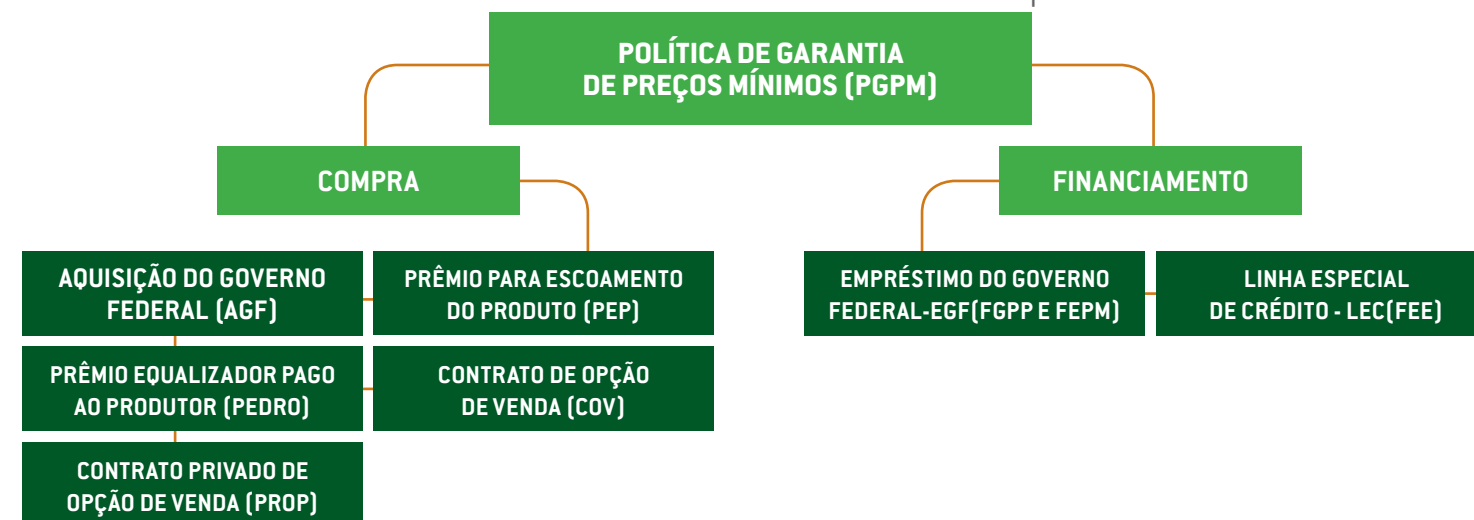 POLÍTICA DE GARANTIA
DE PREÇOS MÍNIMOS (PGPM)
COMPRA
FINANCIAMENTO
AQUISIÇÃO DO GOVERNO
FEDERAL (AGF)
PRÊMIO PARA ESCOAMENTO
DO PRODUTO (PEP)
EMPRÉSTIMO DO GOVERNO
FEDERAL-EGF(FGPP E FEPM)
LINHA ESPECIAL
DE CRÉDITO - LEC(FEE)
PRÊMIO EQUALIZADOR PAGO
AO PRODUTOR (PEDRO)
CONTRATO DE OPÇÃO
DE VENDA (COV)
CONTRATO PRIVADO DE
OPÇÃO DE VENDA (PROP)